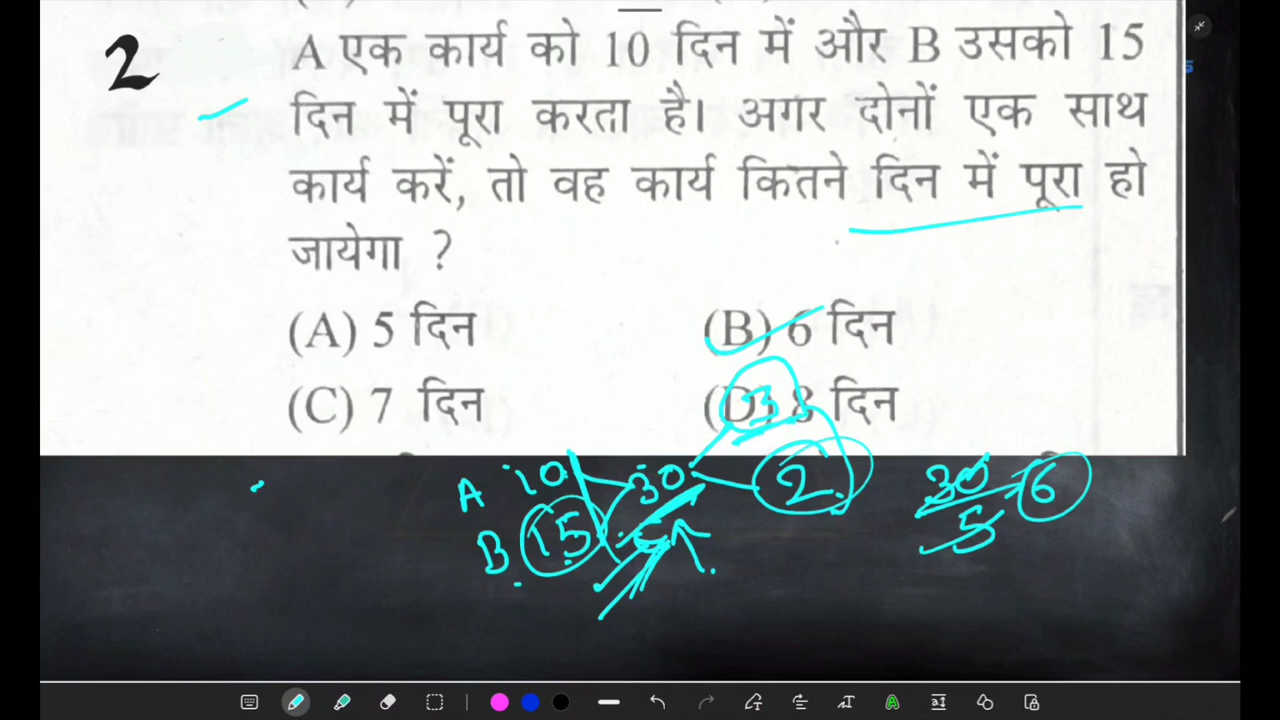 2
A एक कार्य को 10 दिन में और B उसको 15
दिन में पूरा करता है। अगर दोनों एक साथ
कार्य करें, तो वह कार्य कितने दिन में पूरा हो
जायेगा ?
(A) 5 दिन (B) 6 दिन
(C) 7 दिन (D) 8 दिन
3
A 10 30 2 30/5 6
B 15